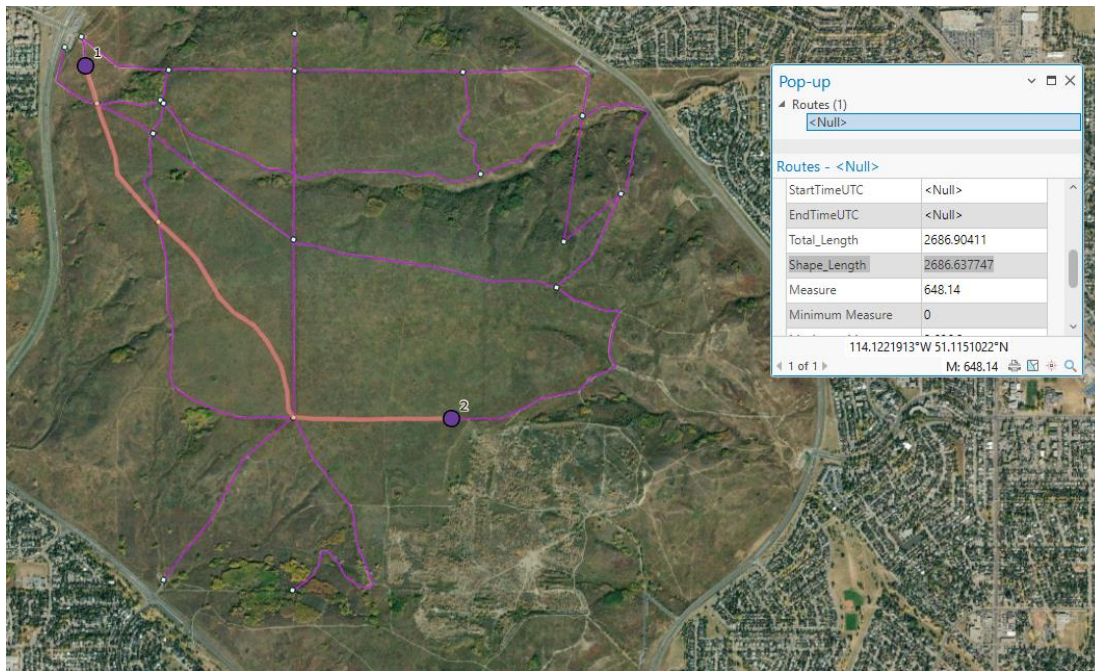 1
2
Pop-up
Routes (1)
<Null>
Routes - <Null>
StartTimeUTC <Null>
EndTimeUTC <Null>
Total_Length 2686.90411
Shape_Length 2686.637747
Measure 648.14
Minimum Measure 0
114.1221913°W 51.1151022°N
1 of 1 M: 648.14